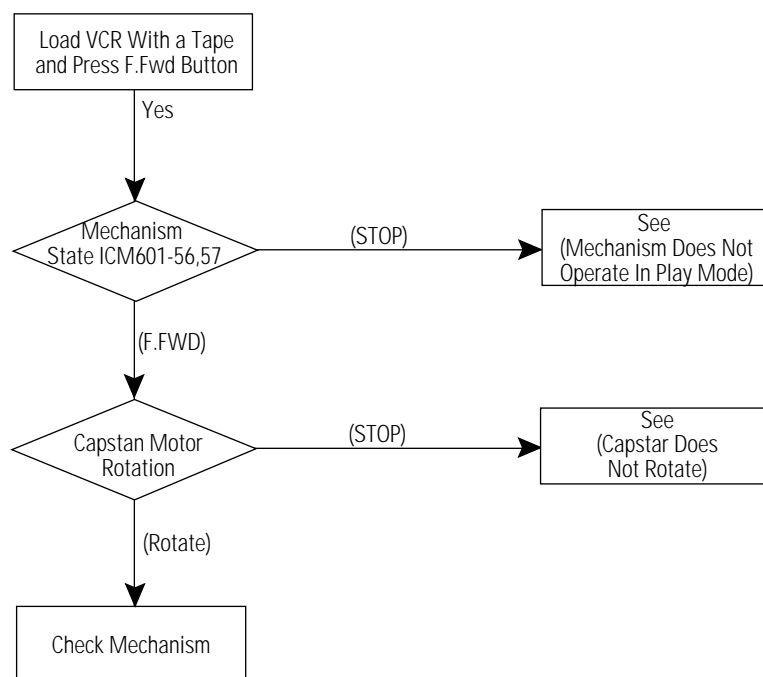 Load VCR With a Tape
and Press F.Fwd Button
Yes
Mechanism
State ICM601-56,57
(STOP)
See
(Mechanism Does Not
Operate In Play Mode)
(F.FWD)
Capstan Motor
Rotation
(STOP)
See
(Capstar Does
Not Rotate)
(Rotate)
Check Mechanism